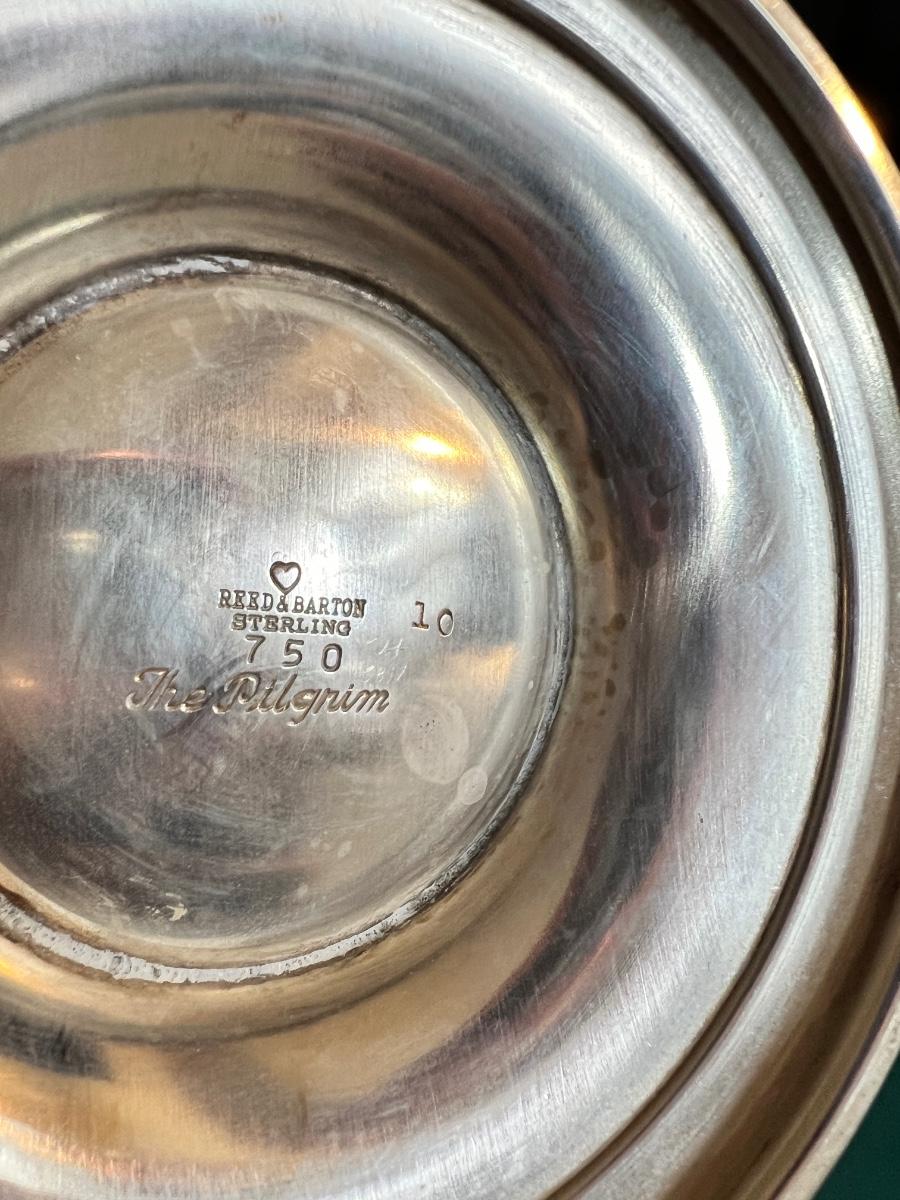 REED & BARTON
STERLING
750
The Pilgrim
10